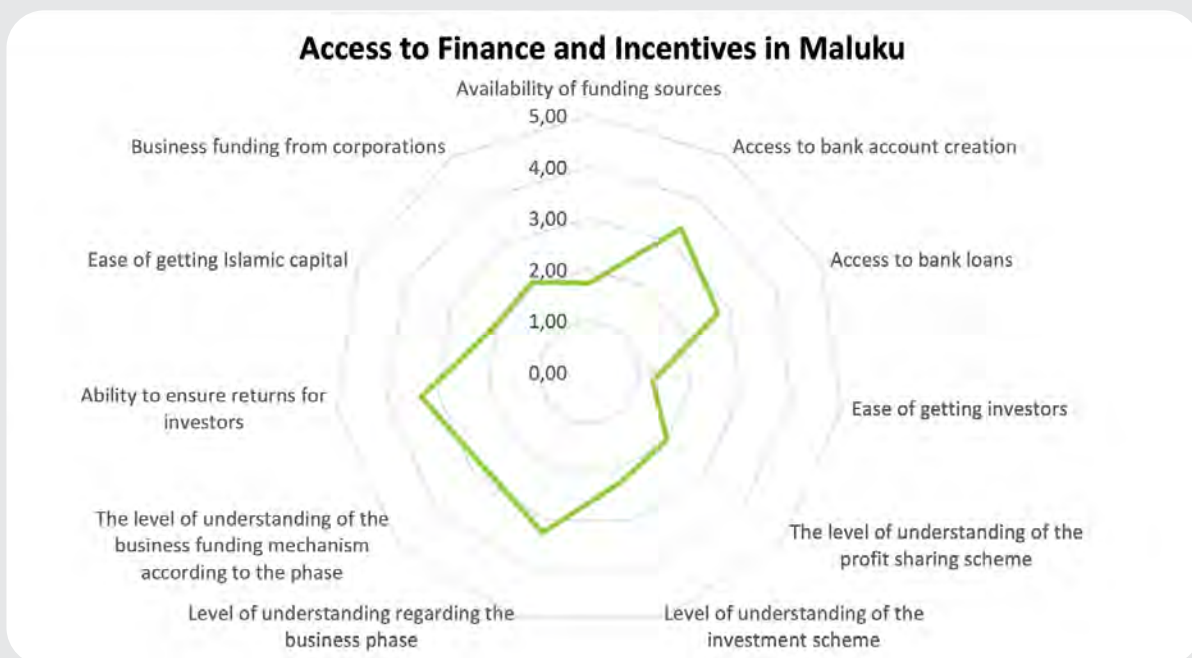 Access to Finance and Incentives in Maluku
Availability of funding sources
5,00
Business funding from corporations
Access to bank account creation
4,00
3,00
Ease of getting Islamic capital
Access to bank loans
2,00
1,00
0,00
Ability to ensure returns for
investors
Ease of getting investors
The level of understanding of the
business funding mechanism
according to the phase
The level of understanding of the
profit sharing scheme
Level of understanding regarding the
business phase
Level of understanding of the
investment scheme